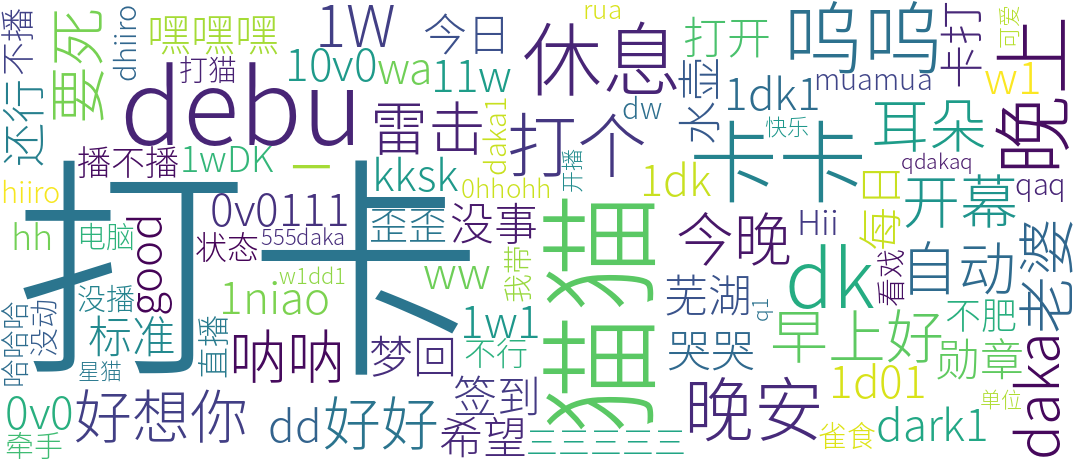 不播
dhiiro
要死
嘿嘿嘿
1W
今日
rua
打开
呜呜
卡打
可爱
上
打猫
10v0
wa
11w
休息
水壶
muamua
w1
晚
还行
debu
雷击
dw
daka1
打个
1dk1
快乐
耳朵
播不播
1wDK
一
kksk
开播
卡卡
qdakaq
hiiro
打卡
0v0111
0hhohh
1dk
每日
qaq
hh
电脑
good
歪歪
没事
猫猫
今晚
Hii
开幕
老婆
状态
555daka
ww
我带
dk
看戏
自动
没播
w1dd1
芜湖
q1
哈哈哈
没动
标准
1niao
1w1
不肥
星猫
直播
呐呐
梦回
不行
哭哭
早上好
勋章
daka
0v0
好想你
签到
1d01
单位
牵手
dd
好好
希望
三三三三三
晚安
雀食
dark1